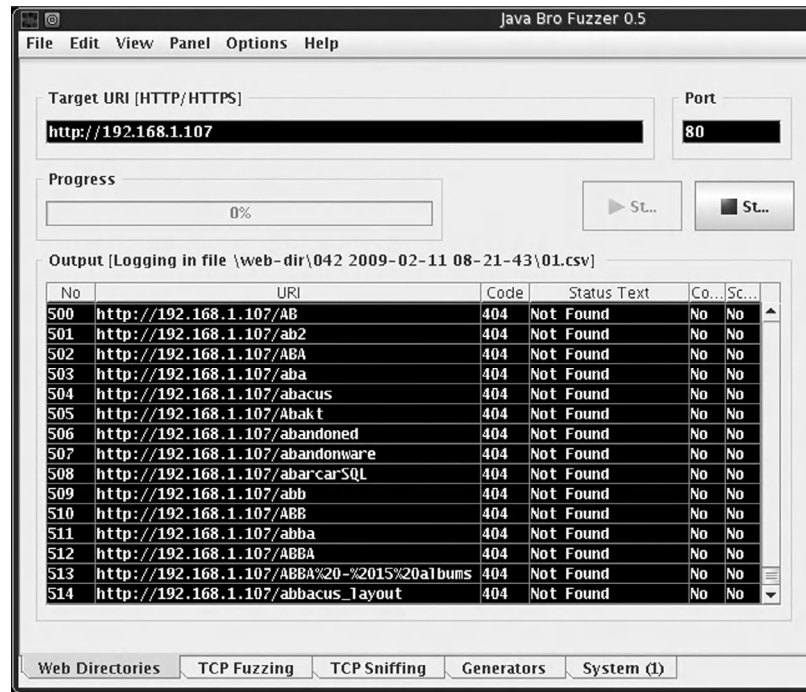 Java Bro Fuzzer 0.5
File Edit View Panel Options Help
Target URI [HTTP/HTTPS]
Port
http://192.168.1.107
80
Progress
0%
St...
St...
Output [Logging in file \web-dir\042 2009-02-11 08-21-43\01.csv]
No URI Code Status Text Co... Sc...
500 http://192.168.1.107/AB 404 Not Found No No
501 http://192.168.1.107/ab2 404 Not Found No No
502 http://192.168.1.107/ABA 404 Not Found No No
503 http://192.168.1.107/aba 404 Not Found No No
504 http://192.168.1.107/abacus 404 Not Found No No
505 http://192.168.1.107/Abakt 404 Not Found No No
506 http://192.168.1.107/abandoned 404 Not Found No No
507 http://192.168.1.107/abandonware 404 Not Found No No
508 http://192.168.1.107/abarcarSQL 404 Not Found No No
509 http://192.168.1.107/abb 404 Not Found No No
510 http://192.168.1.107/ABB 404 Not Found No No
511 http://192.168.1.107/abba 404 Not Found No No
512 http://192.168.1.107/ABBA 404 Not Found No No
513 http://192.168.1.107/ABBA%20-%2015%20albums 404 Not Found No No
514 http://192.168.1.107/abbacus_layout 404 Not Found No No
Web Directories TCP Fuzzing TCP Sniffing Generators System (1)